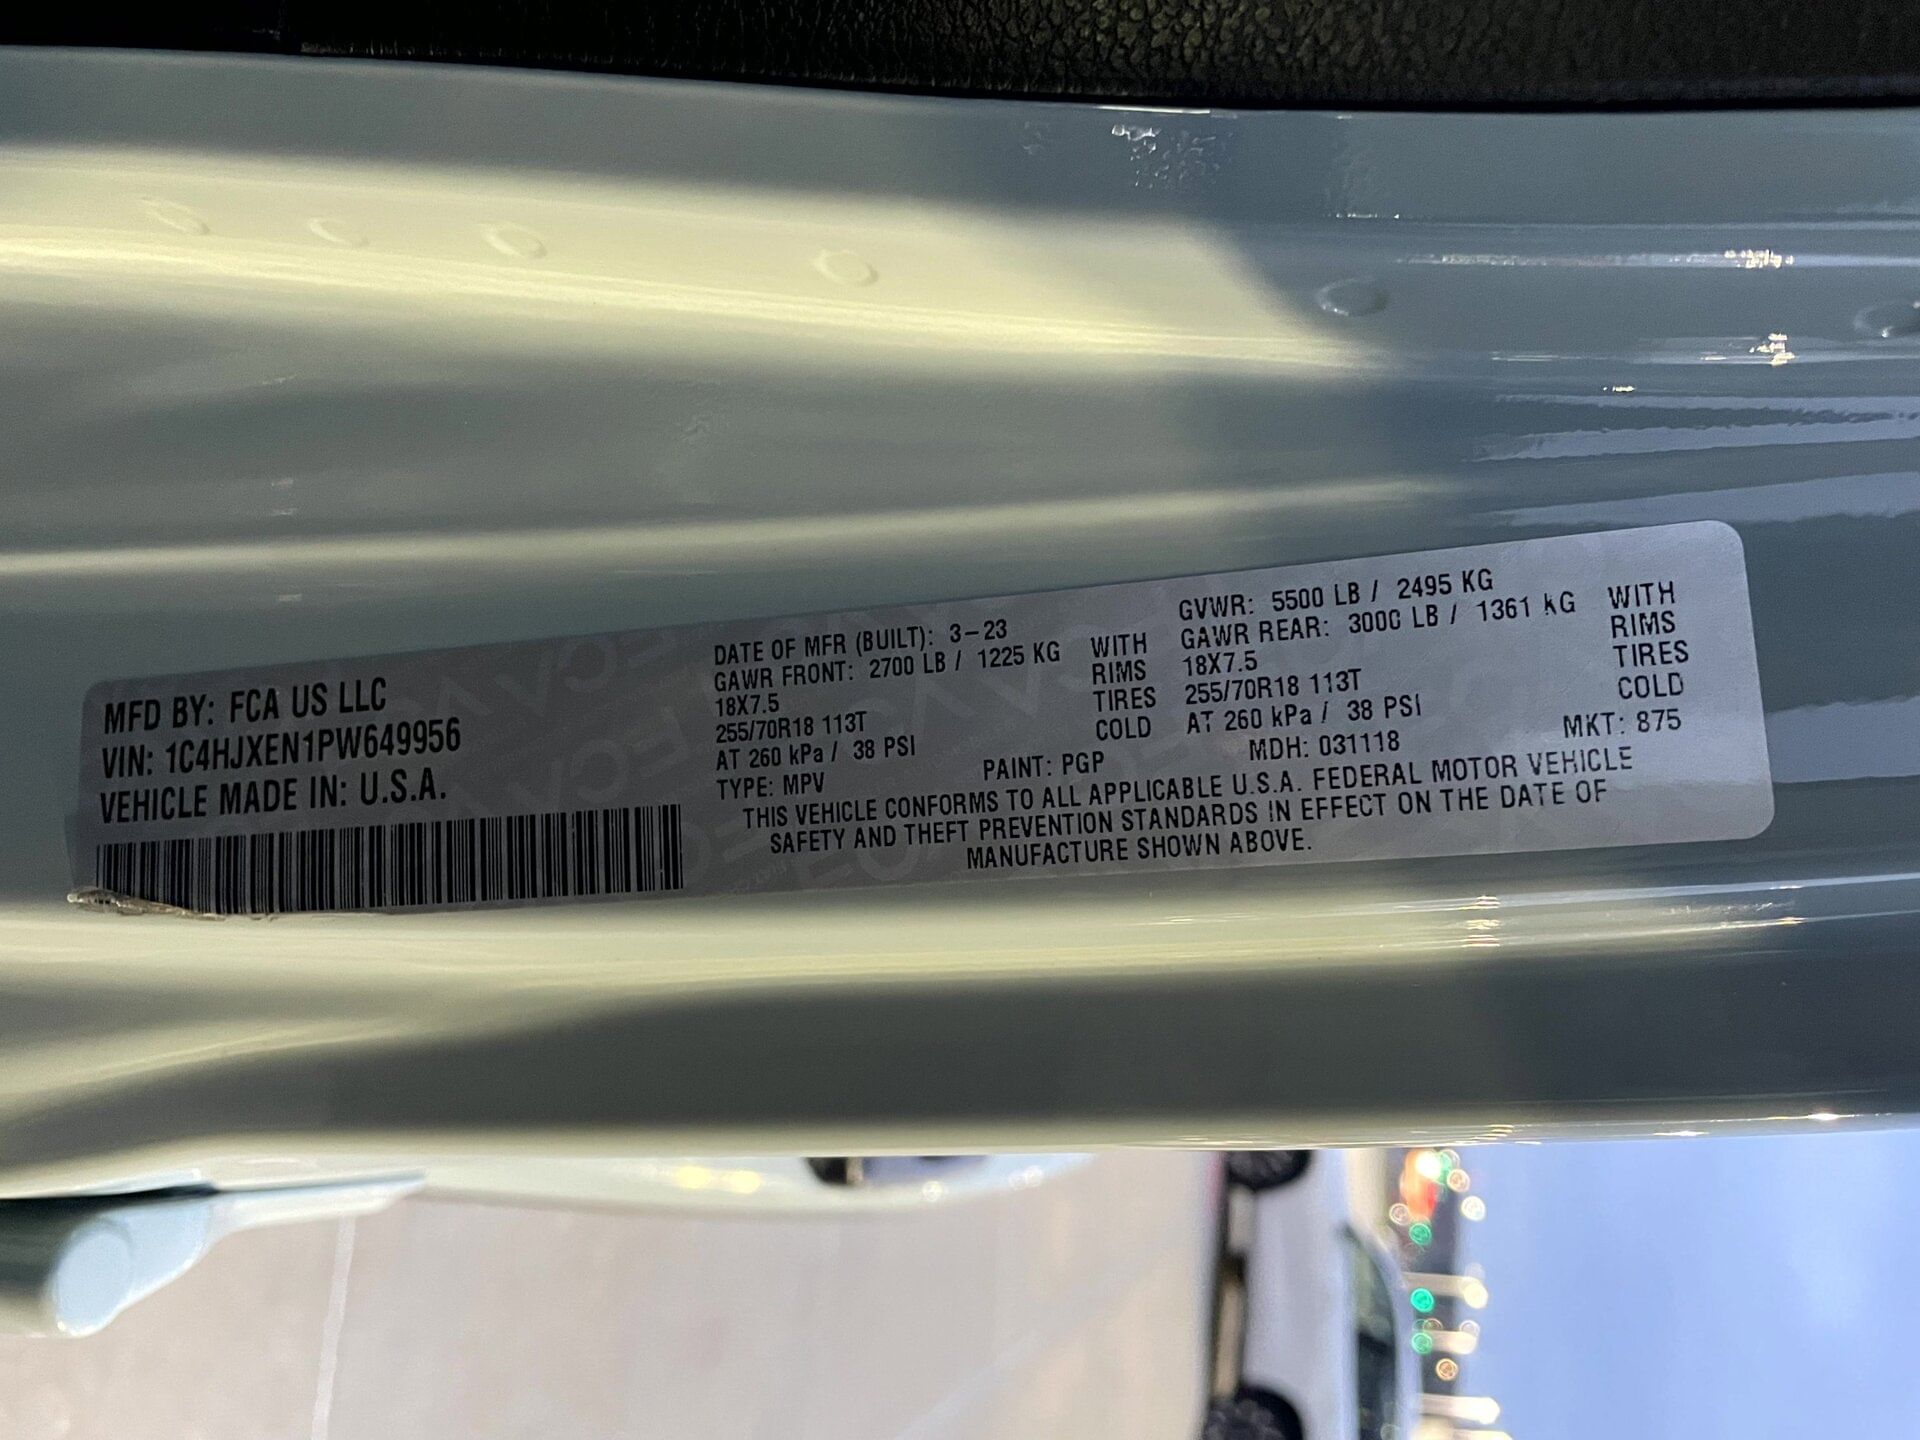 MFD BY: FCA US LLC
VIN: 1C4HJXEN1PW649956
VEHICLE MADE IN: U.S.A.
DATE OF MFR (BUILT): 3-23
GAWR FRONT: 2700 LB / 1225 KG WITH
18X7.5 RIMS
255/70R18 113T TIRES
AT 260 kPa / 38 PSI COLD
GVWR: 5500 LB / 2495 KG
GAWR REAR: 3000 LB / 1361 KG WITH
18X7.5 RIMS
255/70R18 113T TIRES
AT 260 kPa / 38 PSI COLD
TYPE: MPV PAINT: PGP MDH: 031118 MKT: 875
THIS VEHICLE CONFORMS TO ALL APPLICABLE U.S.A. FEDERAL MOTOR VEHICLE
SAFETY AND THEFT PREVENTION STANDARDS IN EFFECT ON THE DATE OF
MANUFACTURE SHOWN ABOVE.